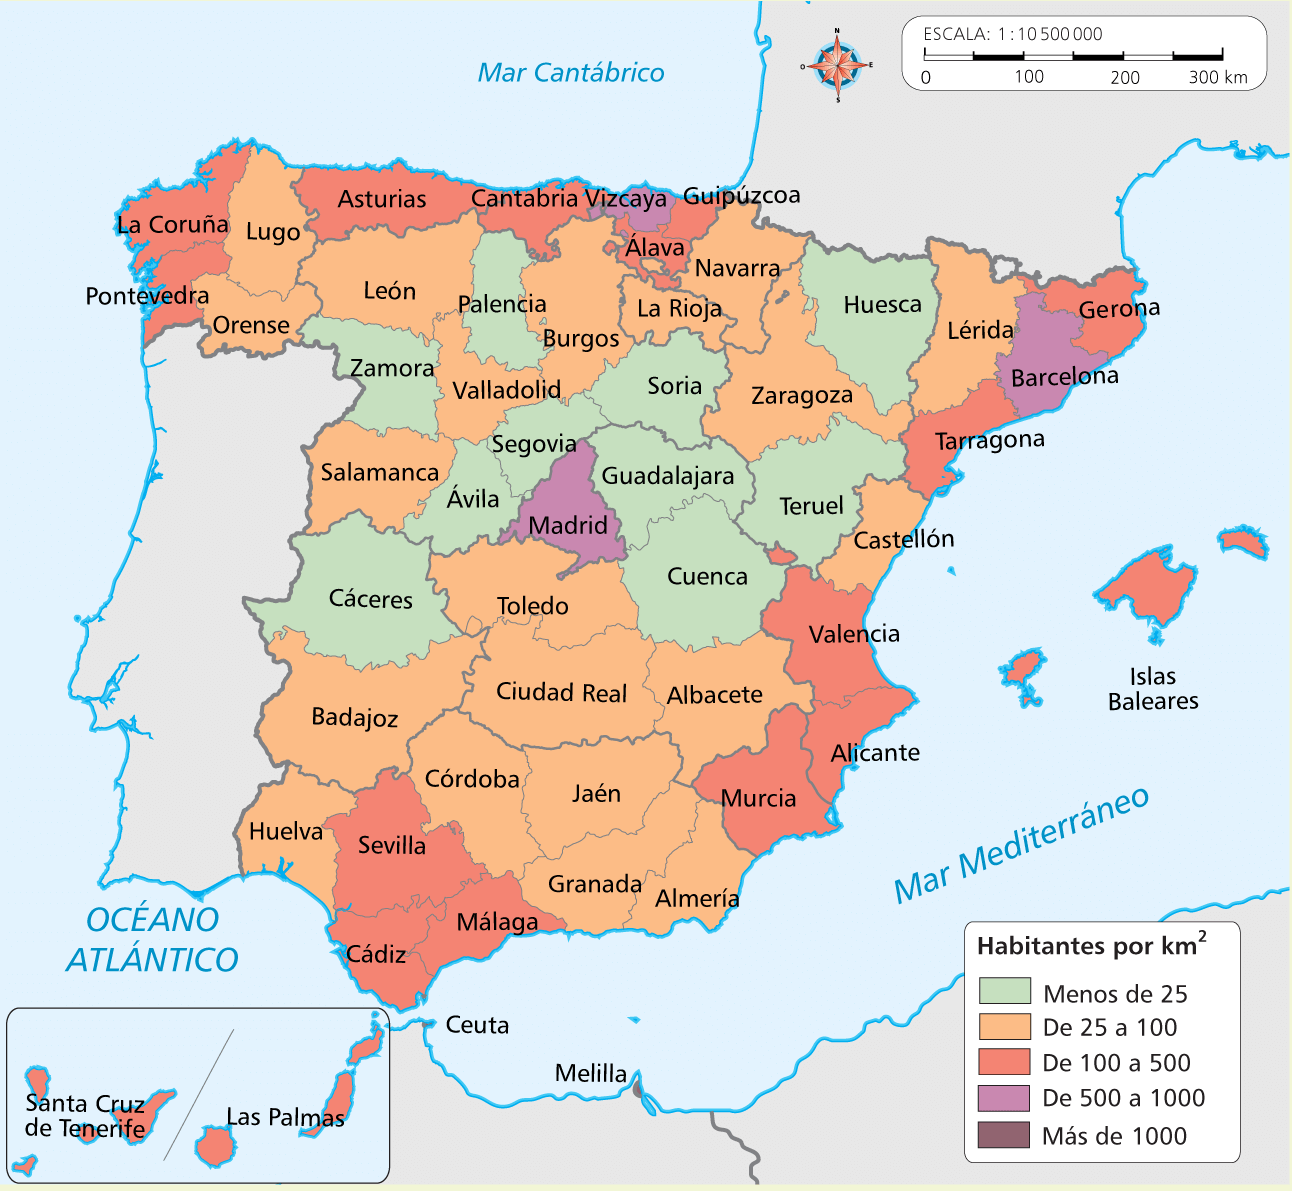 Mar Cantábrico
N
O
E
S
ESCALA: 1 : 10 500 000
0 100 200 300 km
La Coruña
Lugo
Asturias
Cantabria
Vizcaya
Guipúzcoa
Álava
Navarra
Pontevedra
Orense
León
Palencia
Burgos
La Rioja
Huesca
Lérida
Gerona
Zamora
Valladolid
Soria
Zaragoza
Barcelona
Tarragona
Segovia
Salamanca
Ávila
Guadalajara
Madrid
Teruel
Castellón
Cuenca
Cáceres
Toledo
Valencia
Islas
Baleares
Badajoz
Ciudad Real
Albacete
Alicante
Córdoba
Jaén
Murcia
Huelva
Sevilla
Granada
Almería
Málaga
Cádiz
Mar Mediterráneo
OCÉANO
ATLÁNTICO
Ceuta
Melilla
Santa Cruz
de Tenerife
Las Palmas
Habitantes por km²
Menos de 25
De 25 a 100
De 100 a 500
De 500 a 1000
Más de 1000